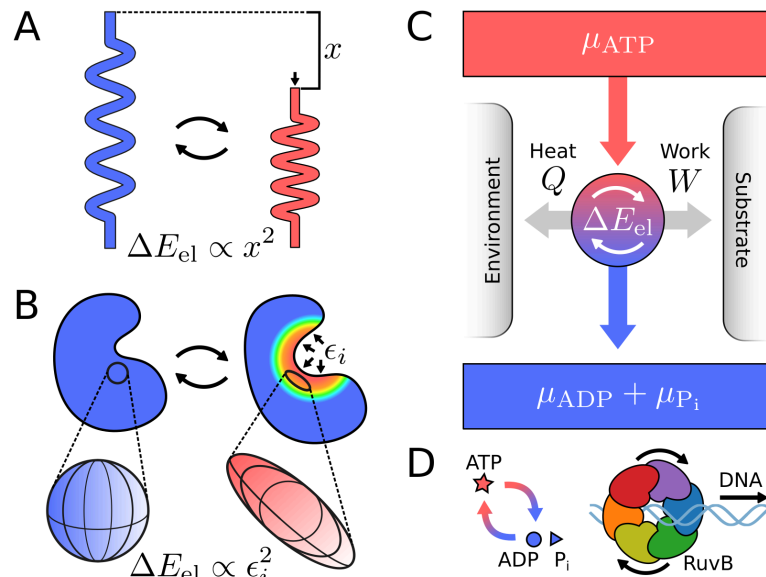 A
x
ΔE_el ∝ x²
B
ϵ_i
ΔE_el ∝ ϵ_i²
C
μ_ATP
Environment
Heat
Q
Work
W
Substrate
ΔE_el
μ_ADP + μ_Pi
D
ATP
ADP
P_i
DNA
RuvB